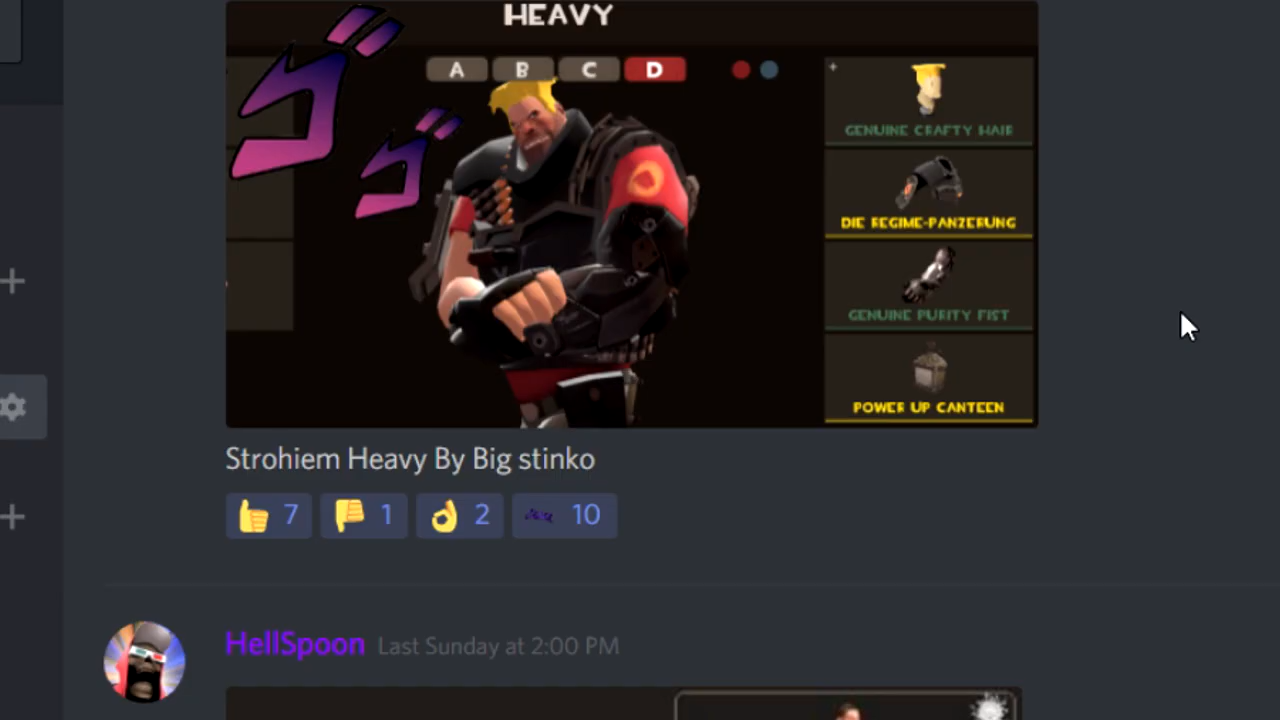 HEAVY
ゴ
ゴ
A B C D
GENUINE CRAFTY HAIR
DIE REGIME-PANZERUNG
GENUINE PURITY FIST
POWER UP CANTEEN
Strohiem Heavy By Big stinko
7 1 2 10
HellSpoon Last Sunday at 2:00 PM